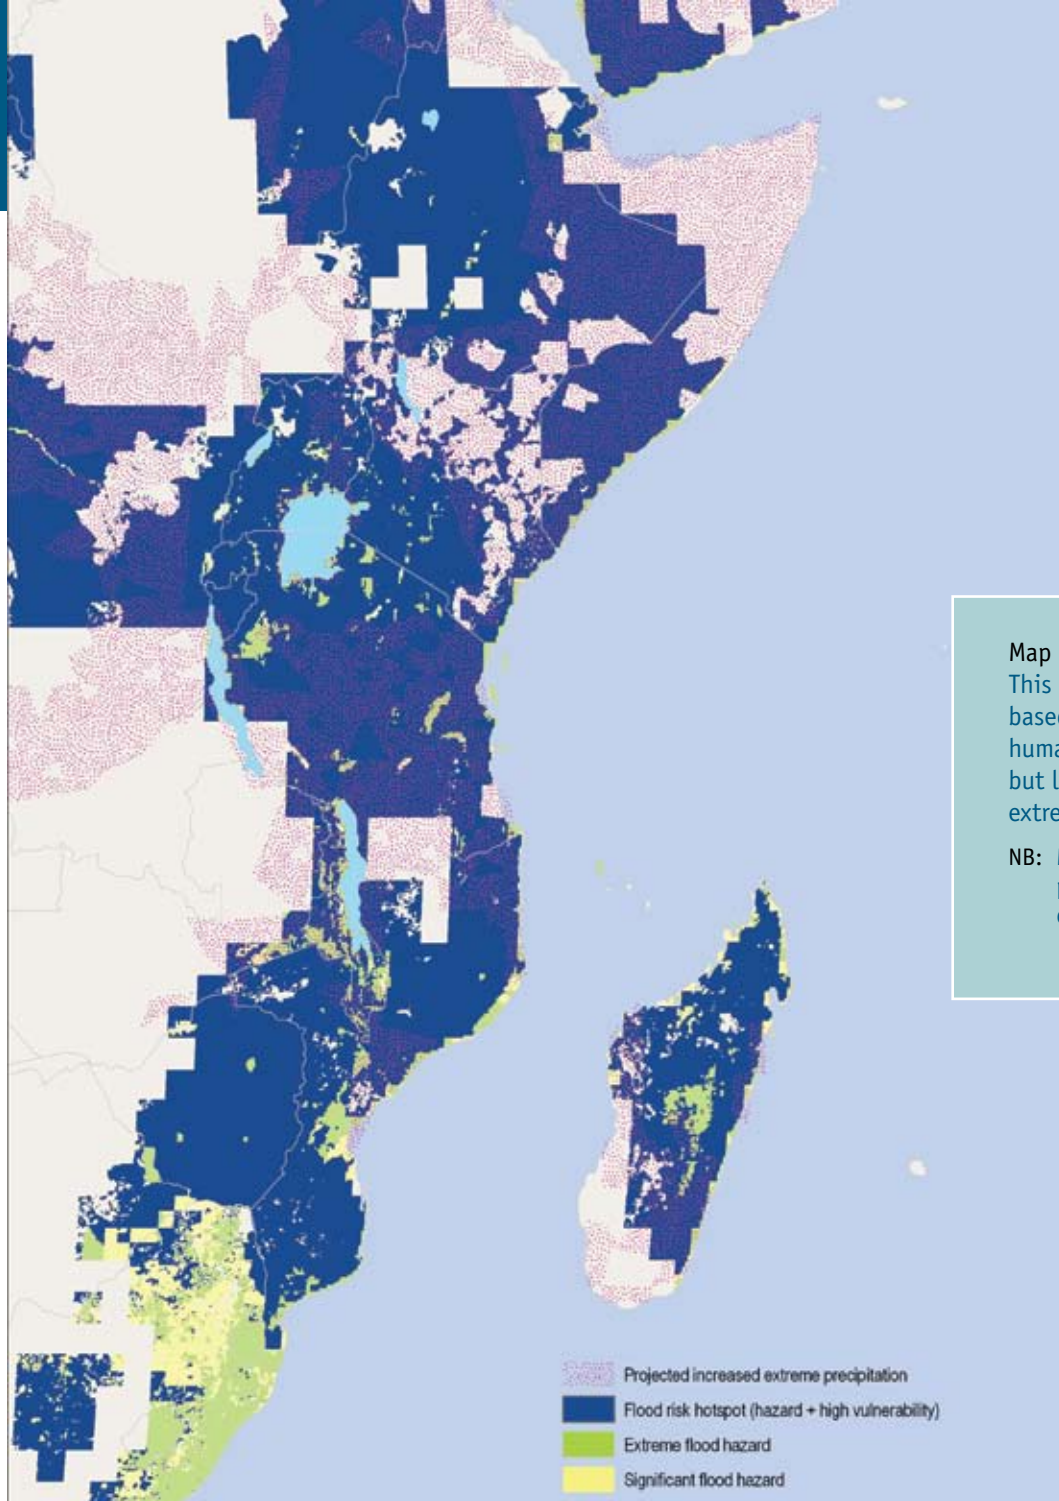 Map
This
based
huma
but l
extre
NB:
Projected increased extreme precipitation
Flood risk hotspot (hazard + high vulnerability)
Extreme flood hazard
Significant flood hazard